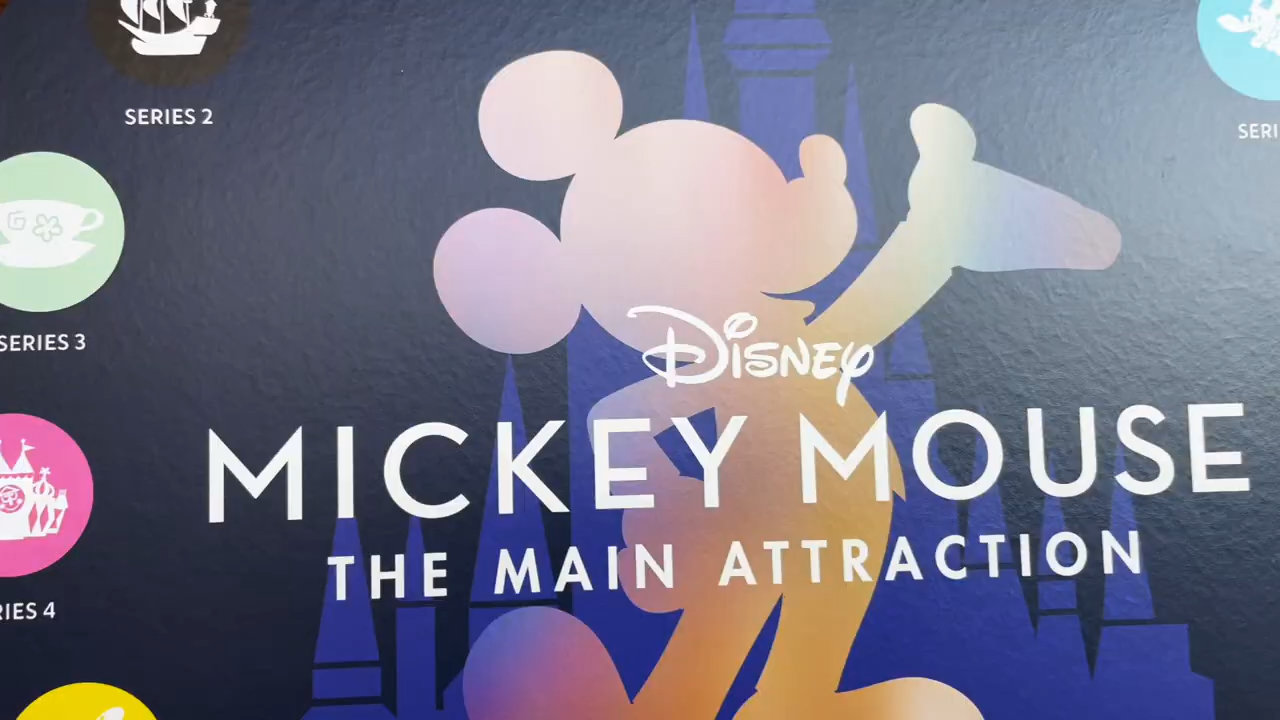 SERIES 2
SERIES 3
Disney
MICKEY MOUSE
THE MAIN ATTRACTION